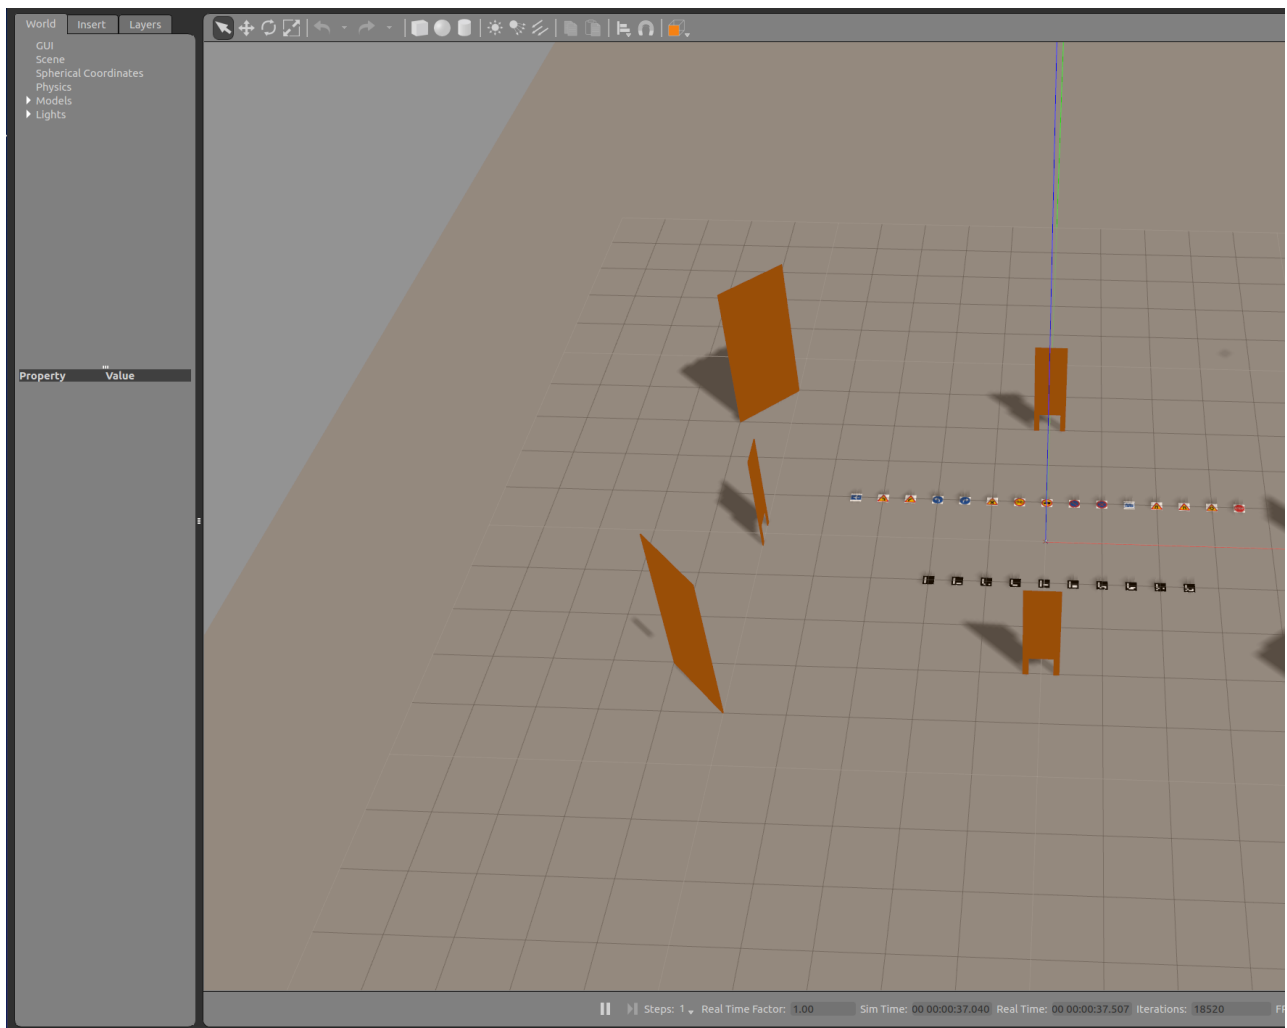 World Insert Layers
GUI
Scene
Spherical Coordinates
Physics
Models
Lights
Property Value
Steps: 1 Real Time Factor: 1.00 Sim Time: 00 00:00:37.040 Real Time: 00 00:00:37.507 Iterations: 18520